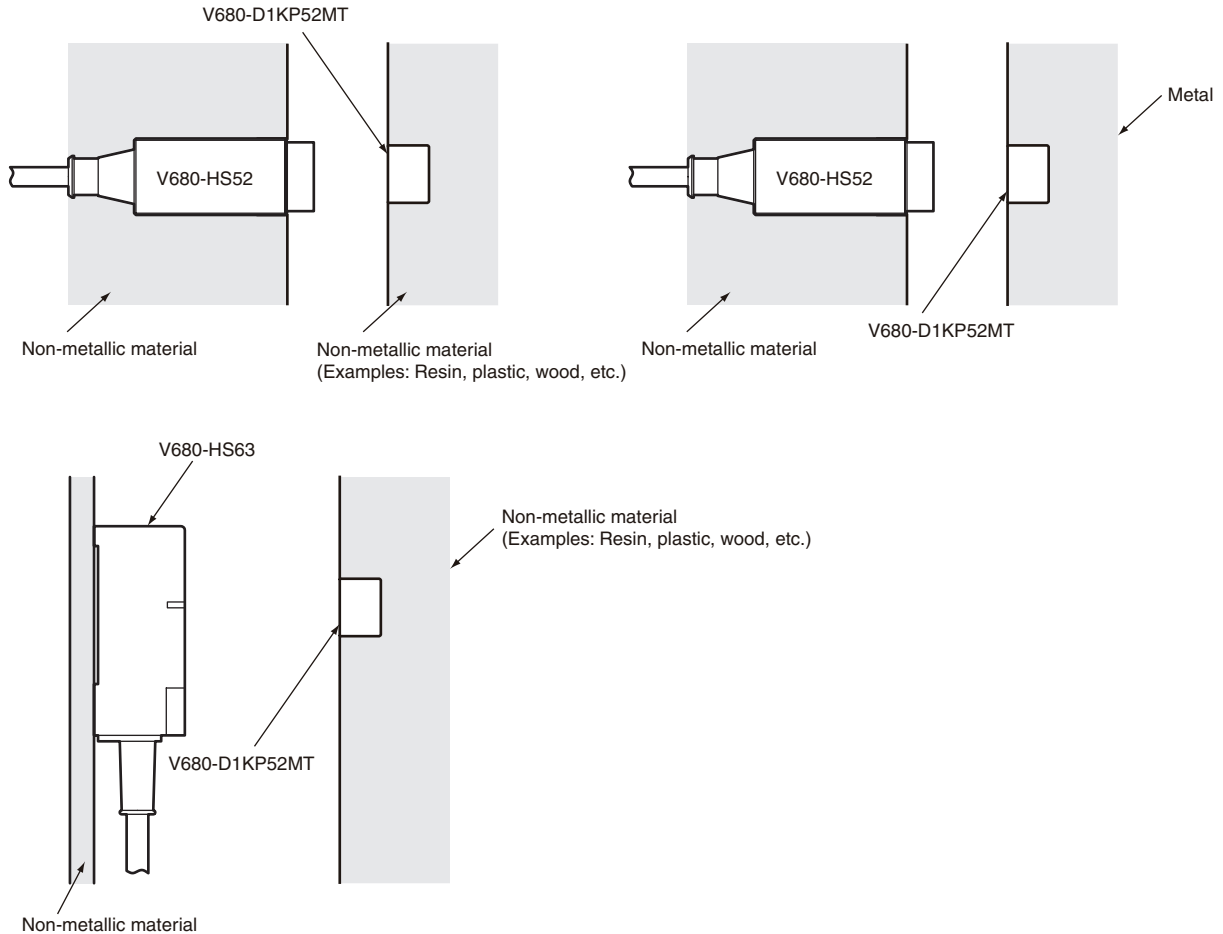 V680-D1KP52MT
V680-HS52
Non-metallic material
Non-metallic material
(Examples: Resin, plastic, wood, etc.)
Metal
V680-HS52
V680-D1KP52MT
Non-metallic material
V680-HS63
Non-metallic material
(Examples: Resin, plastic, wood, etc.)
V680-D1KP52MT
Non-metallic material